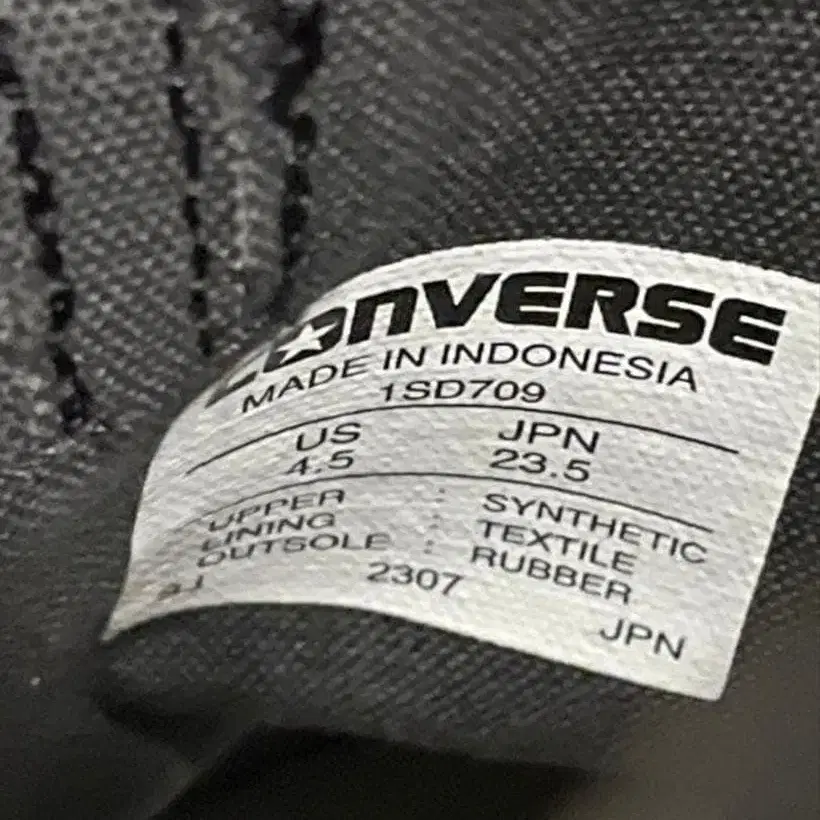 CONVERSE
MADE IN INDONESIA
1SD709
US JPN
4.5 23.5
UPPER : SYNTHETIC
LINING : TEXTILE
OUTSOLE : RUBBER
2307
JPN